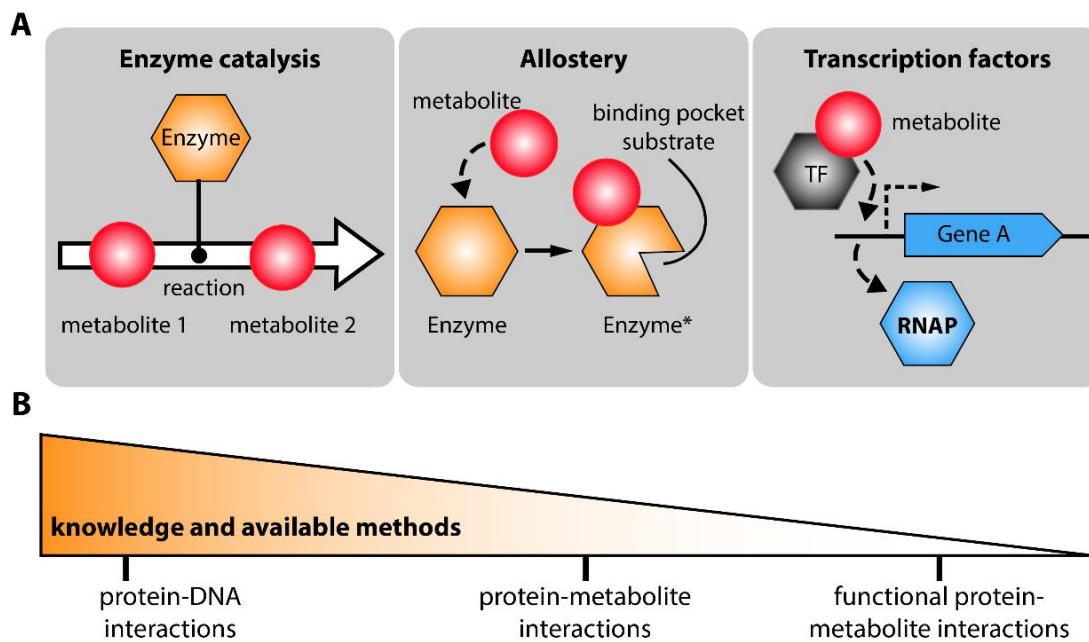 A
Enzyme catalysis
Enzyme
reaction
metabolite 1
metabolite 2
Allostery
metabolite
binding pocket
substrate
Enzyme
Enzyme*
Transcription factors
metabolite
TF
Gene A
RNAP
B
knowledge and available methods
protein-DNA
interactions
protein-metabolite
interactions
functional protein-
metabolite interactions